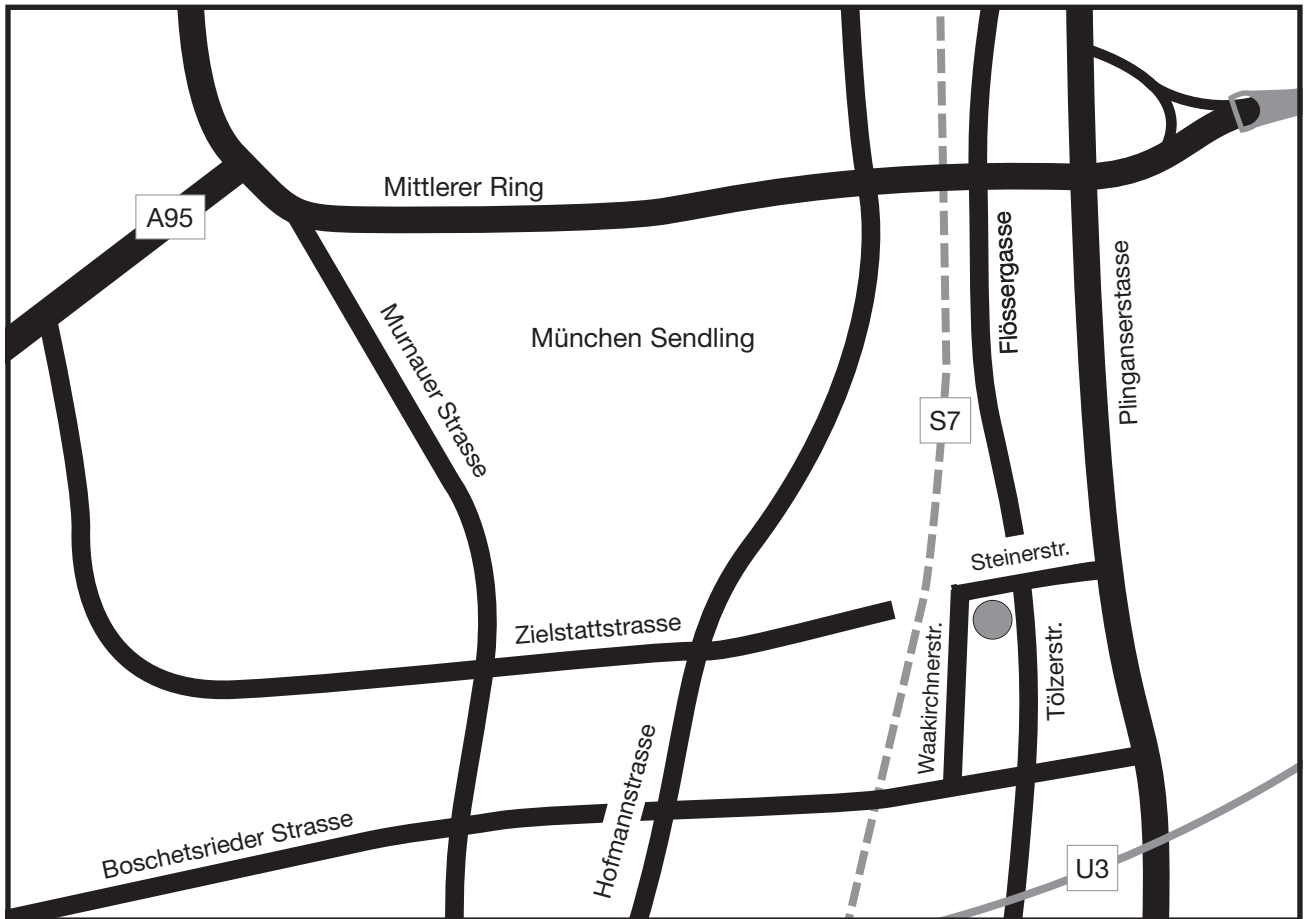 Mittlerer Ring
A95
Flössergasse
Plinganserstasse
Murnauer Strasse
München Sendling
S7
Steinerstr.
Zielstattstrasse
Waakirchnerstr.
Tölzerstr.
Hofmannstrasse
Boschetsrieder Strasse
U3